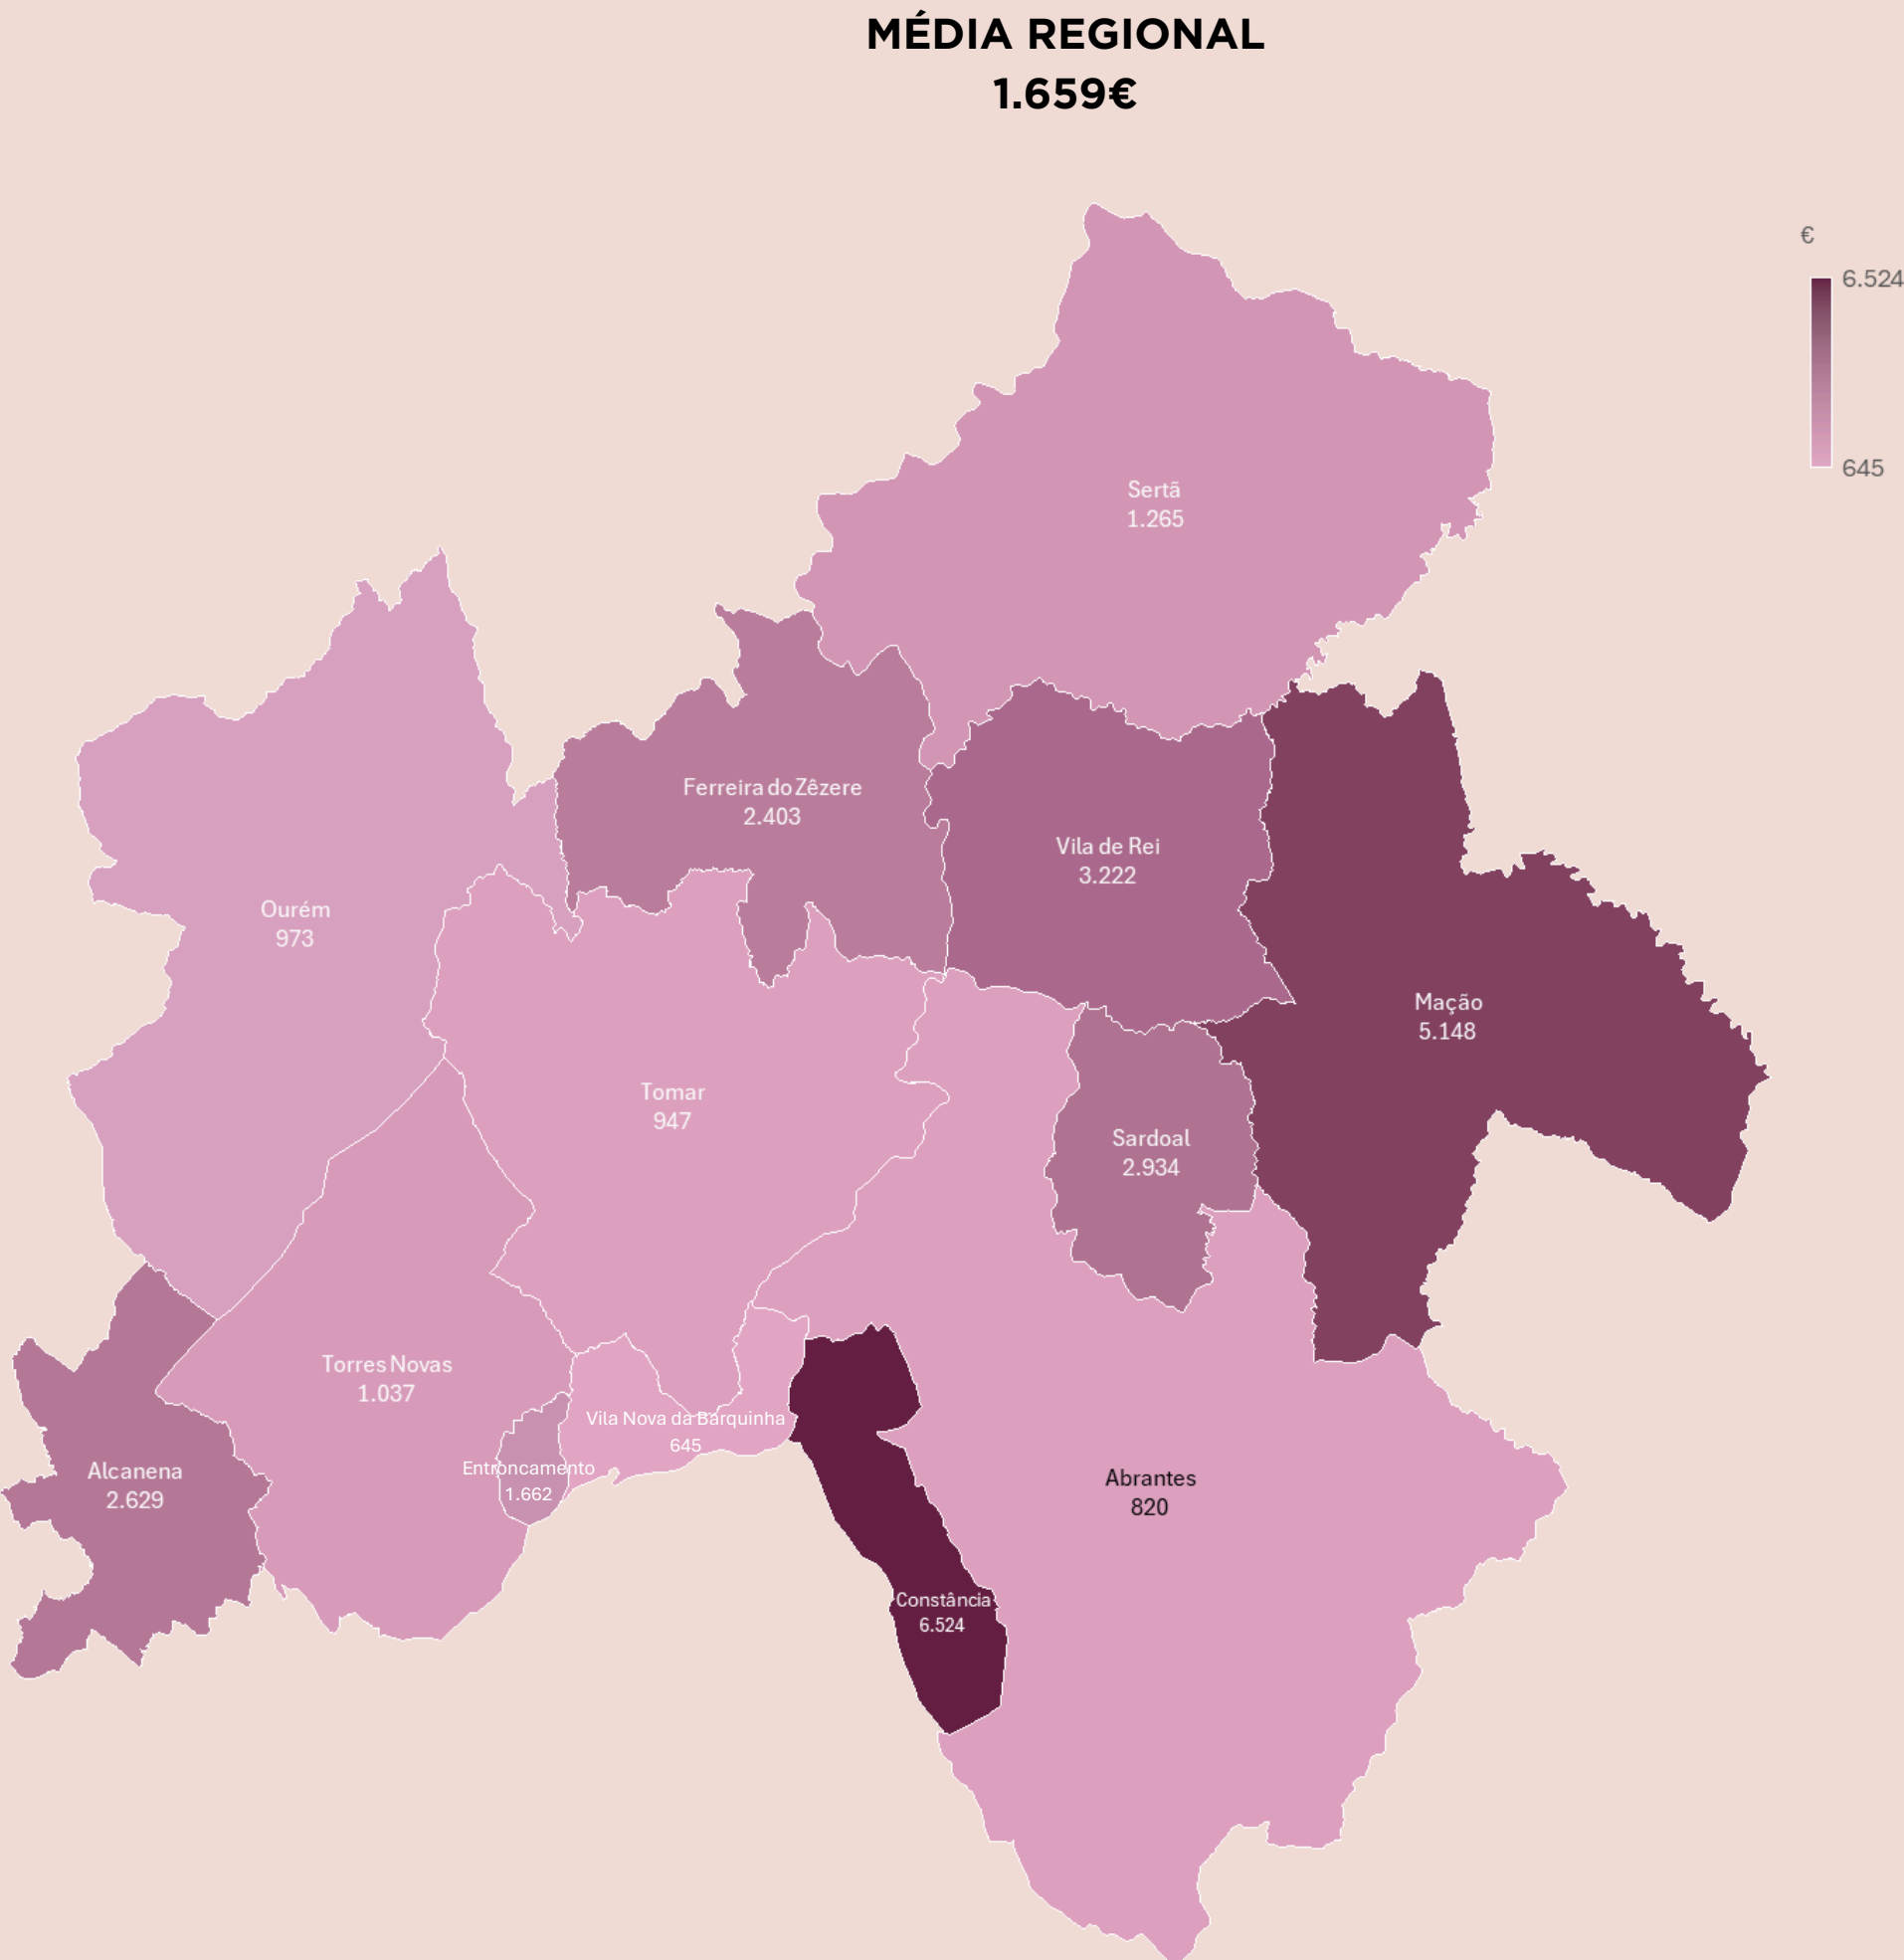 MÉDIA REGIONAL
1.659€
€
6.524
645
Sertã
1.265
Ferreira do Zêzere
2.403
Vila de Rei
3.222
Ourém
973
Mação
5.148
Tomar
947
Sardoal
2.934
Torres Novas
1.037
Vila Nova da Barquinha
645
Entroncamento
1.662
Alcanena
2.629
Abrantes
820
Constância
6.524